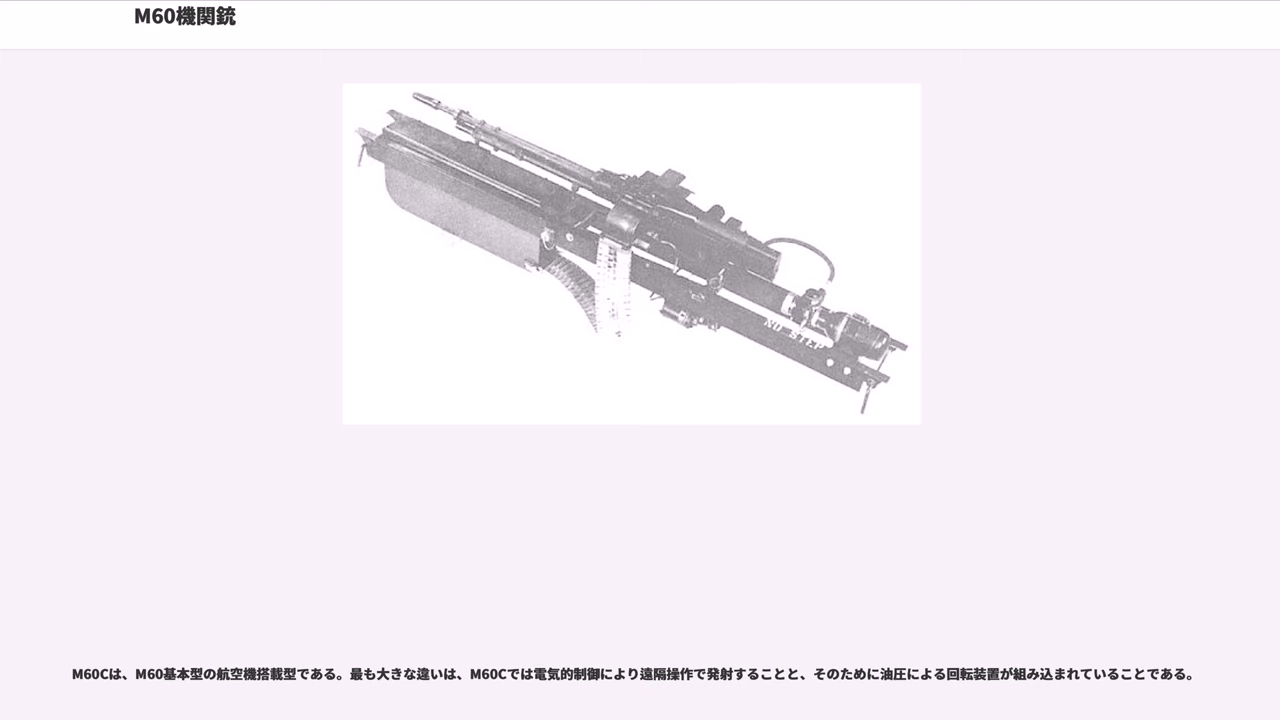 M60機関銃
NO STEP
M60Cは、M60基本型の航空機搭載型である。最も大きな違いは、M60Cでは電気的制御により遠隔操作で発射することと、そのために油圧による回転装置が組み込まれていることである。